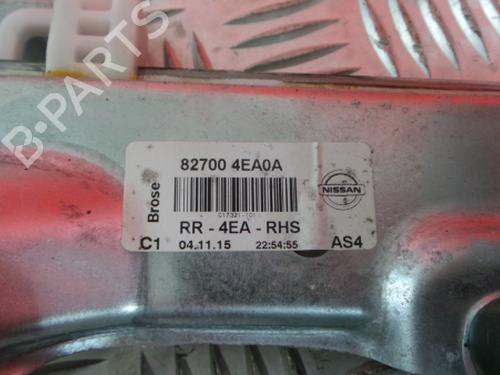 B-PARTS
Brose
82700 4EA0A
NISSAN
RR - 4EA - RHS
C1 04.11.15 22:54:55 AS4